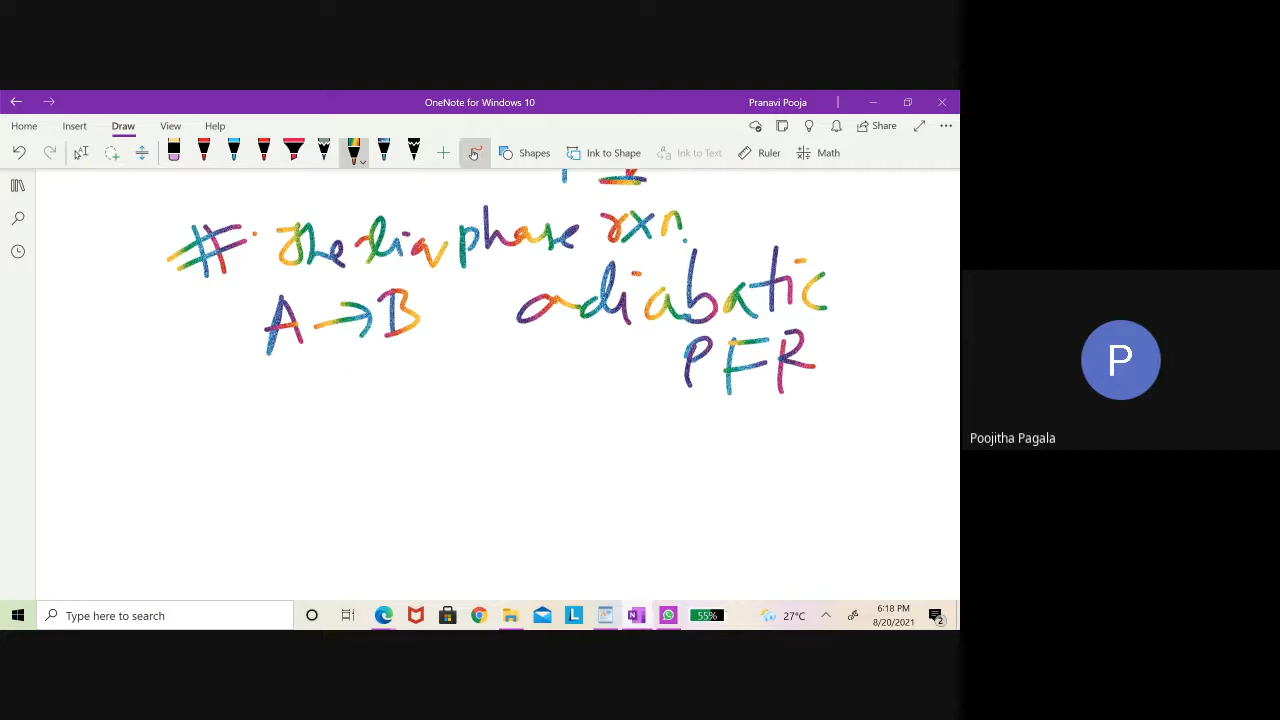 OneNote for Windows 10
Pranavi Pooja
Home Insert Draw View Help
Share
Shapes Ink to Shape Ink to Text Ruler Math
# The liq phase rxn.
A → B adiabatic
PFR
P
Poojitha Pagala
Type here to search
55%
27°C
6:18 PM
8/20/2021
2